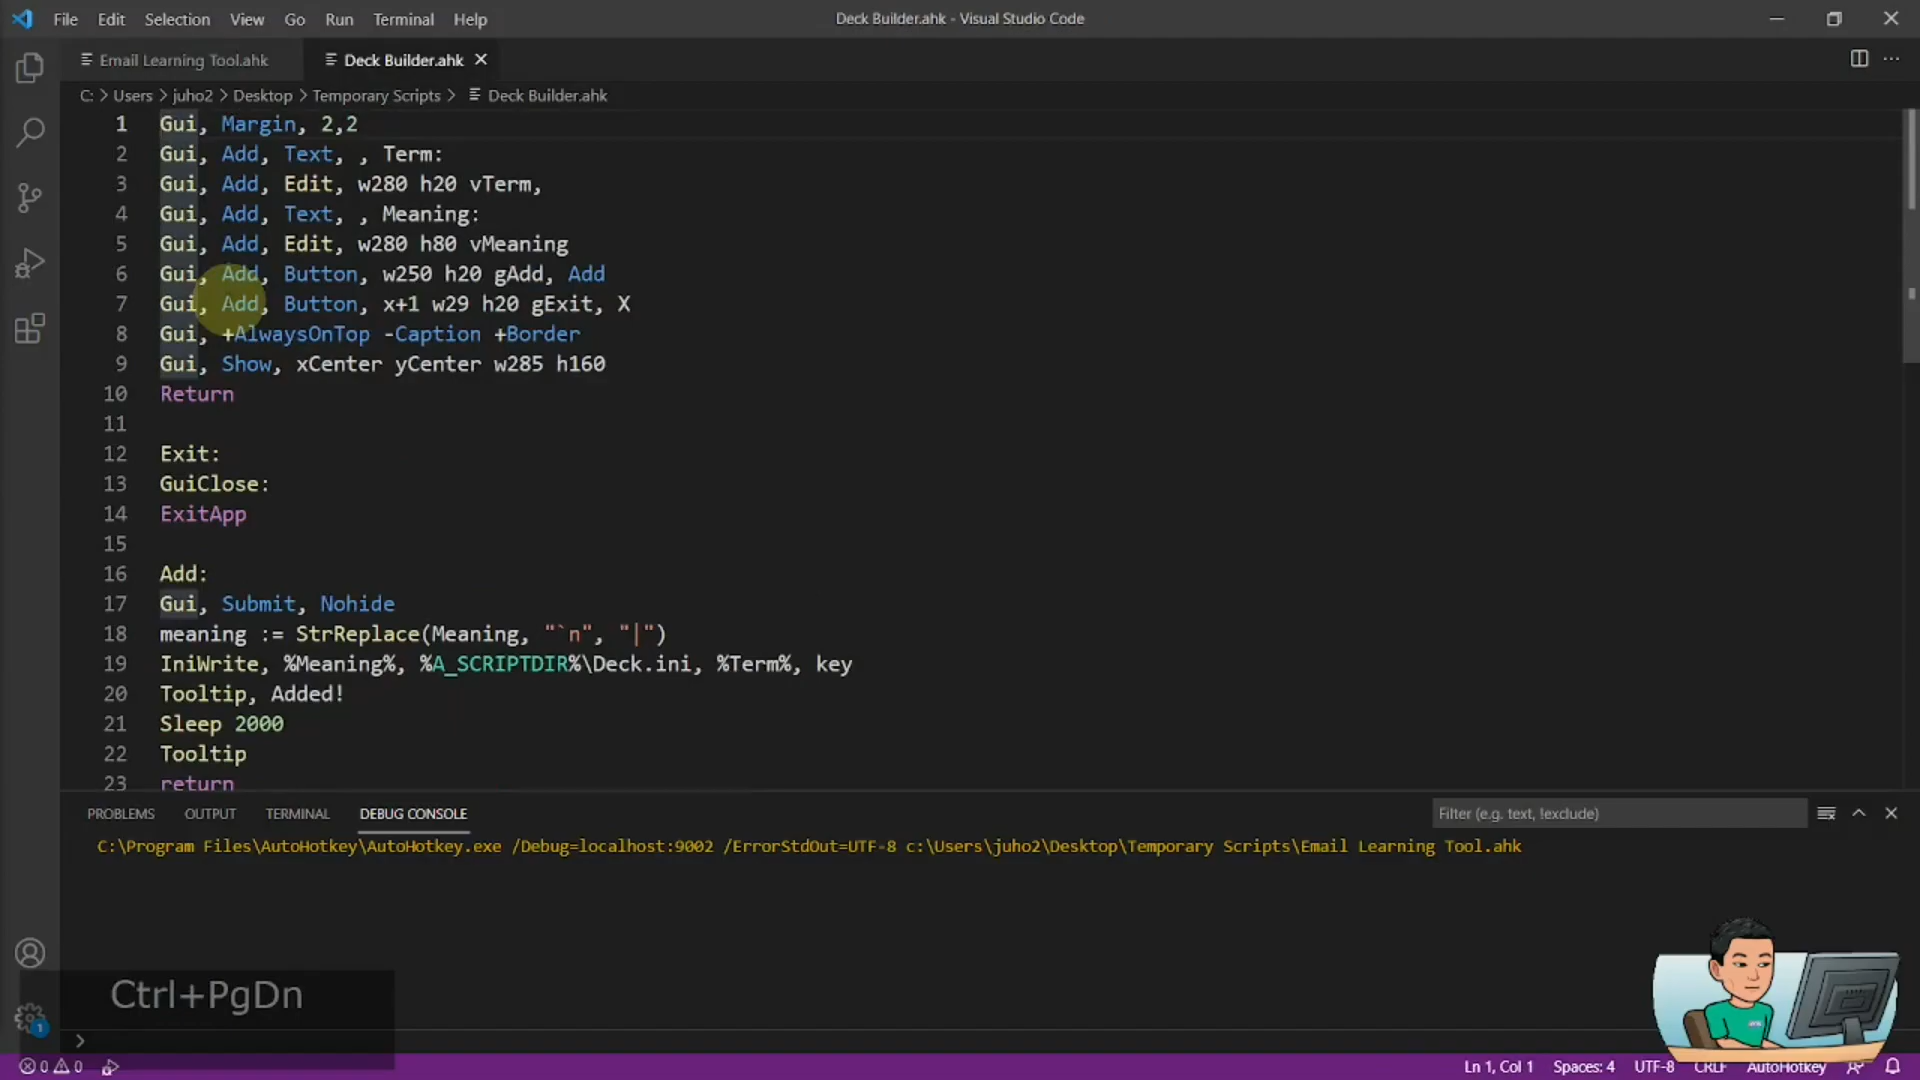 File Edit Selection View Go Run Terminal Help
Deck Builder.ahk - Visual Studio Code
Email Learning Tool.ahk
Deck Builder.ahk
C: > Users > juho2 > Desktop > Temporary Scripts > Deck Builder.ahk
1 Gui, Margin, 2,2
2 Gui, Add, Text, , Term:
3 Gui, Add, Edit, w280 h20 vTerm,
4 Gui, Add, Text, , Meaning:
5 Gui, Add, Edit, w280 h80 vMeaning
6 Gui, Add, Button, w250 h20 gAdd, Add
7 Gui, Add, Button, x+1 w29 h20 gExit, X
8 Gui, +AlwaysOnTop -Caption +Border
9 Gui, Show, xCenter yCenter w285 h160
10 Return
11
12 Exit:
13 GuiClose:
14 ExitApp
15
16 Add:
17 Gui, Submit, Nohide
18 meaning := StrReplace(Meaning, "`n", "|")
19 IniWrite, %Meaning%, %A_SCRIPTDIR%\Deck.ini, %Term%, key
20 Tooltip, Added!
21 Sleep 2000
22 Tooltip
23 return
PROBLEMS OUTPUT TERMINAL DEBUG CONSOLE
Filter (e.g. text, !exclude)
C:\Program Files\AutoHotkey\AutoHotkey.exe /Debug=localhost:9002 /ErrorStdOut=UTF-8 c:\Users\juho2\Desktop\Temporary Scripts\Email Learning Tool.ahk
Ctrl+PgDn
1
>
0 0
Ln 1, Col 1 Spaces: 4 UTF-8 CRLF AutoHotkey